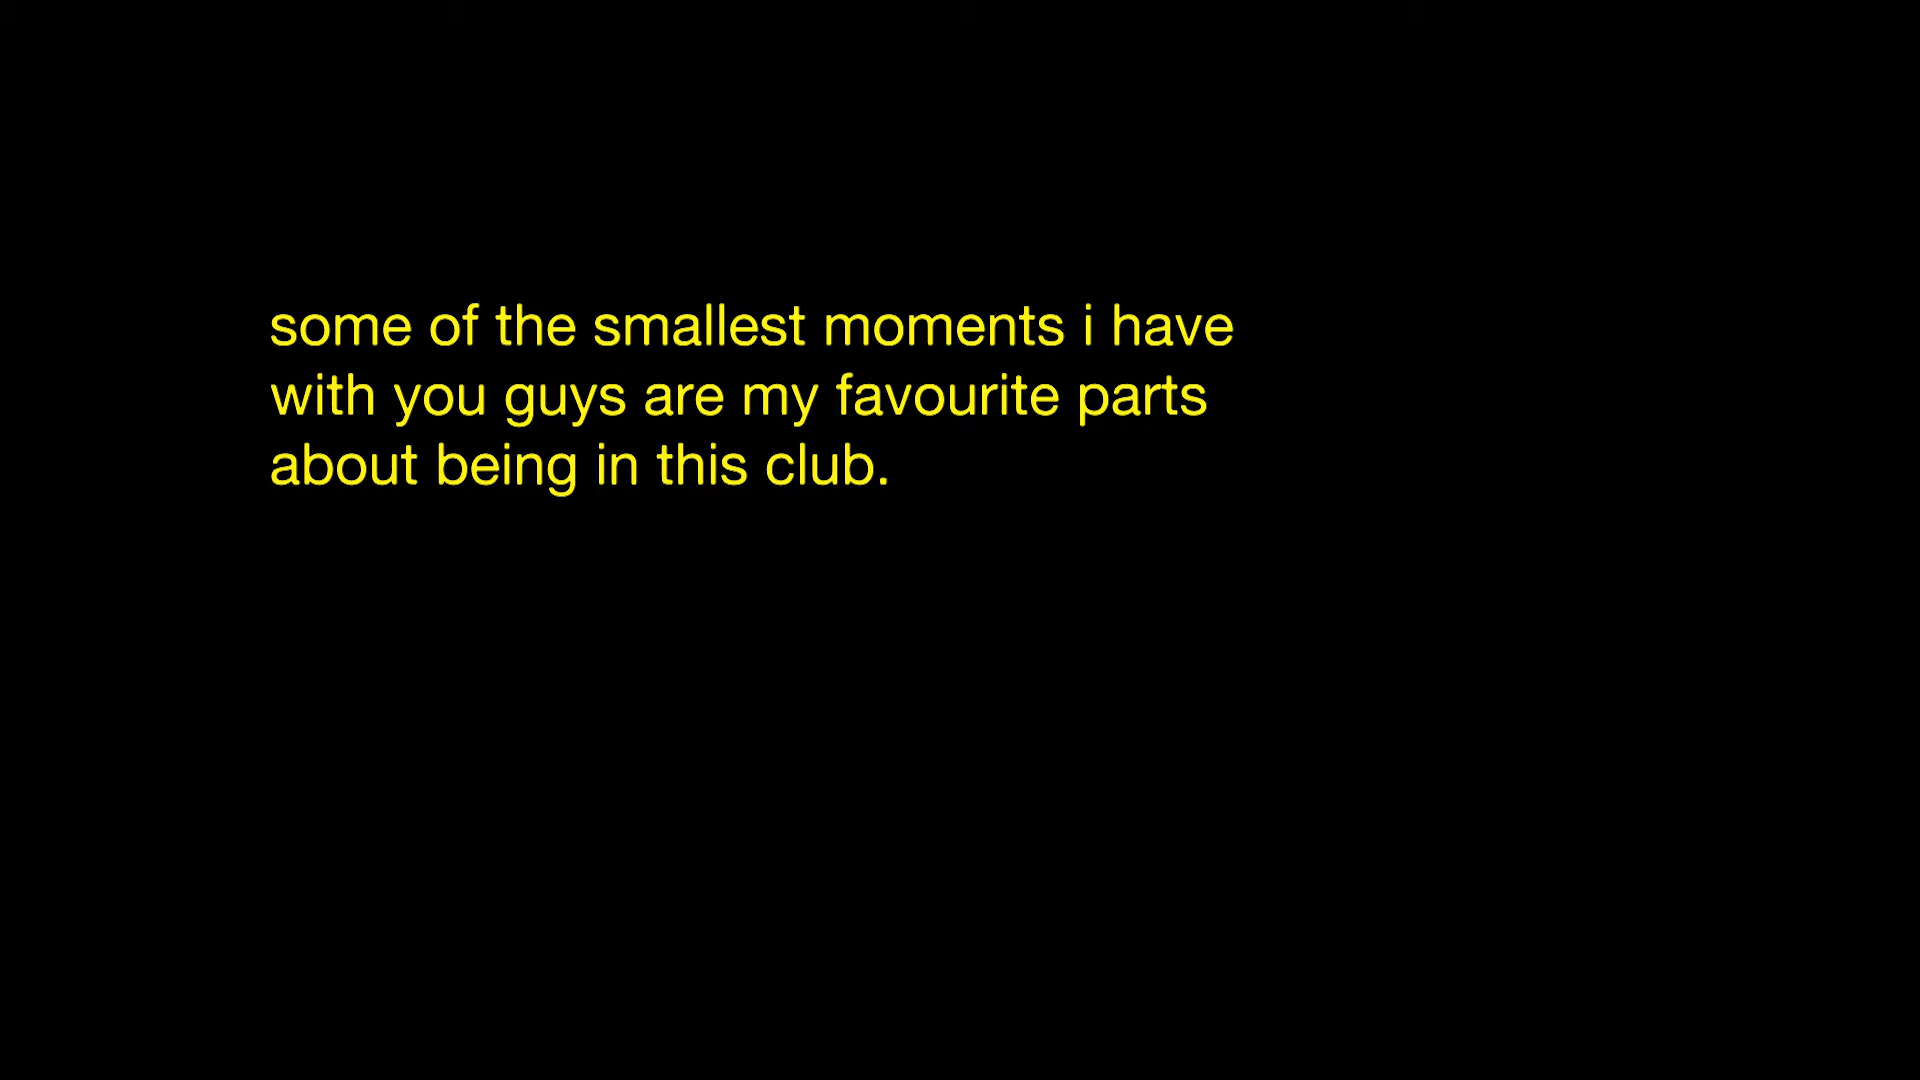 some of the smallest moments i have
with you guys are my favourite parts
about being in this club.